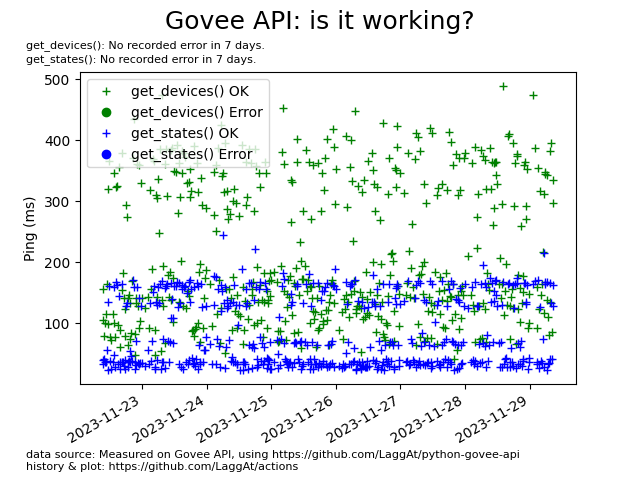 Govee API: is it working?
get_devices(): No recorded error in 7 days.
get_states(): No recorded error in 7 days.
get_devices() OK
get_devices() Error
get_states() OK
get_states() Error
Ping (ms)
500
400
300
200
100
2023-11-23
2023-11-24
2023-11-25
2023-11-26
2023-11-27
2023-11-28
2023-11-29
data source: Measured on Govee API, using https://github.com/LaggAt/python-govee-api
history & plot: https://github.com/LaggAt/actions